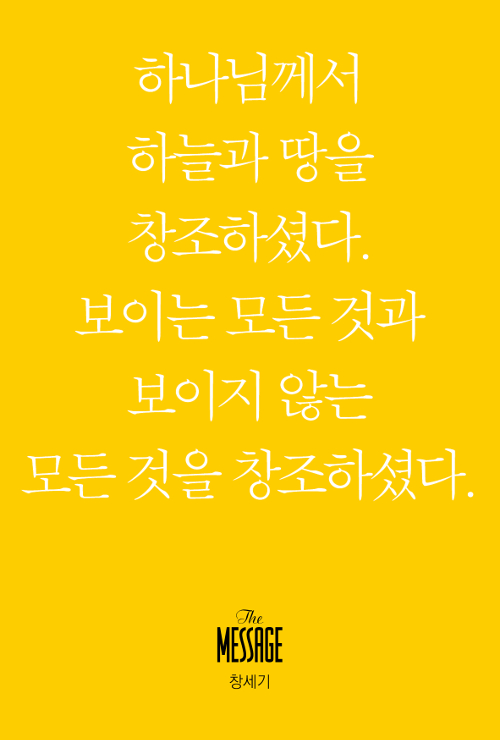 하나님께서
하늘과 땅을
창조하셨다.
보이는 모든 것과
보이지 않는
모든 것을 창조하셨다.
The
MESSAGE
창세기